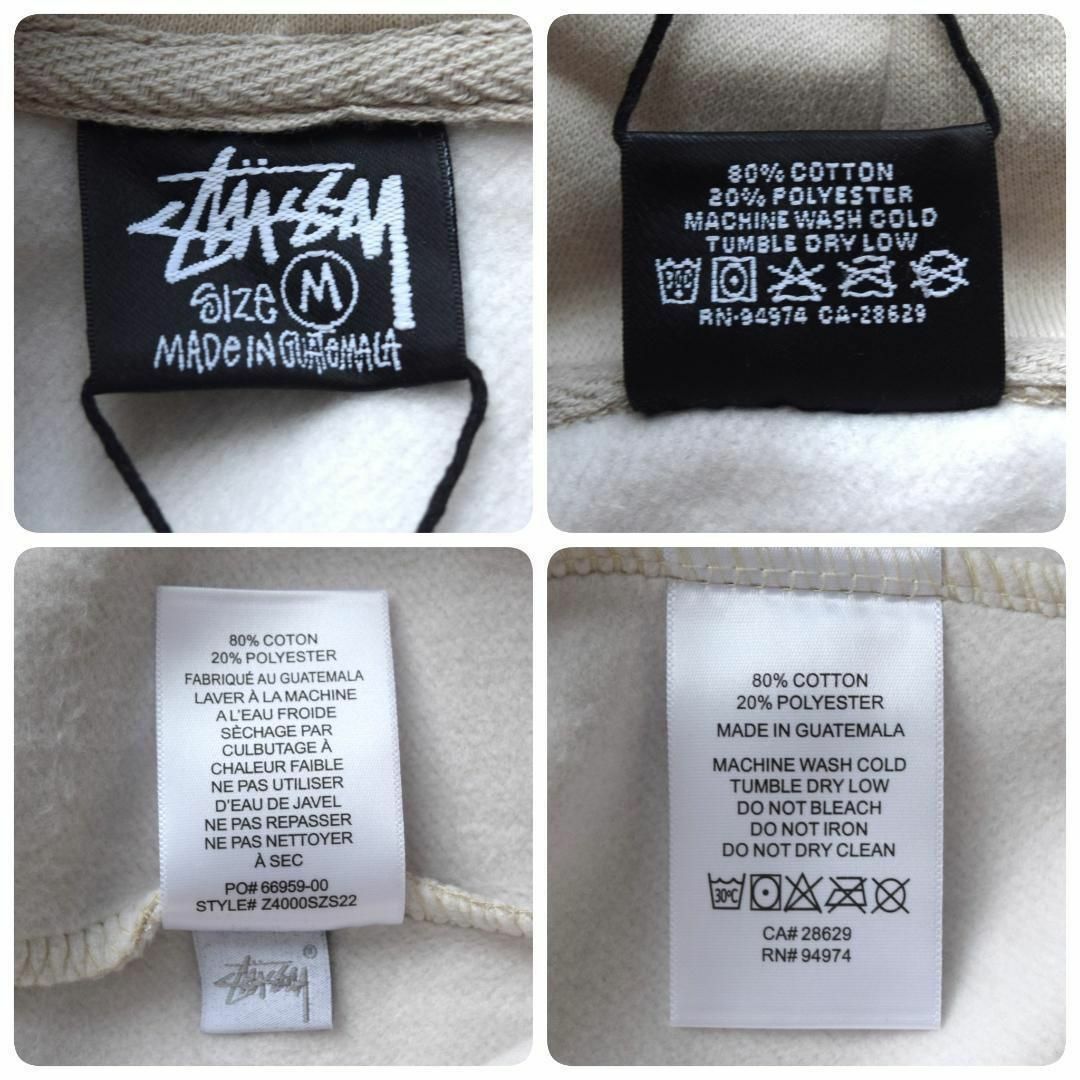 STÜSSY
SIZE M
MADE IN GUATEMALA
80% COTTON
20% POLYESTER
MACHINE WASH COLD
TUMBLE DRY LOW
30C
RN-94974 CA-28629
80% COTON
20% POLYESTER
FABRIQUÉ AU GUATEMALA
LAVER À LA MACHINE
A L'EAU FROIDE
SÈCHAGE PAR
CULBUTAGE À
CHALEUR FAIBLE
NE PAS UTILISER
D'EAU DE JAVEL
NE PAS REPASSER
NE PAS NETTOYER
À SEC
PO# 66959-00
STYLE# Z4000SZS22
STÜSSY ®
80% COTTON
20% POLYESTER
MADE IN GUATEMALA
MACHINE WASH COLD
TUMBLE DRY LOW
DO NOT BLEACH
DO NOT IRON
DO NOT DRY CLEAN
30ºC
CA# 28629
RN# 94974